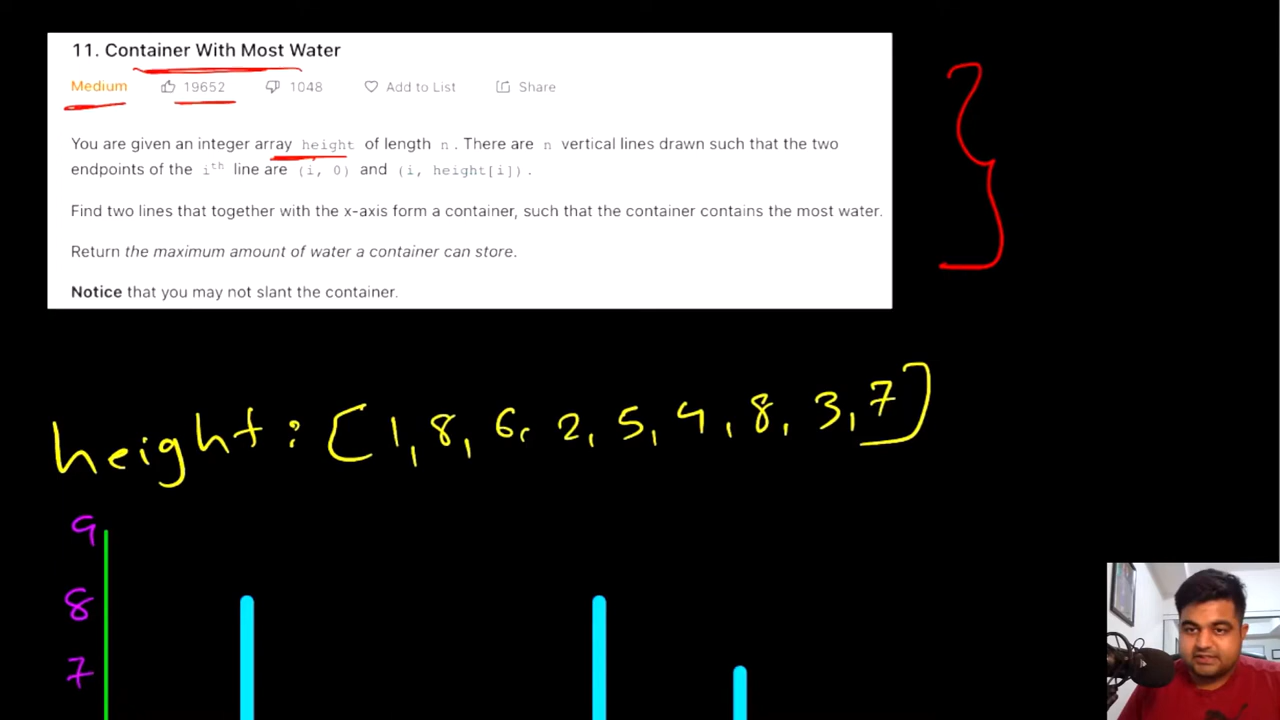 11. Container With Most Water
Medium 19652 1048 Add to List Share
You are given an integer array height of length n. There are n vertical lines drawn such that the two
endpoints of the ith line are (i, 0) and (i, height[i]).
Find two lines that together with the x-axis form a container, such that the container contains the most water.
Return the maximum amount of water a container can store.
Notice that you may not slant the container.
height : [1, 8, 6, 2, 5, 4, 8, 3, 7]
9
8
7